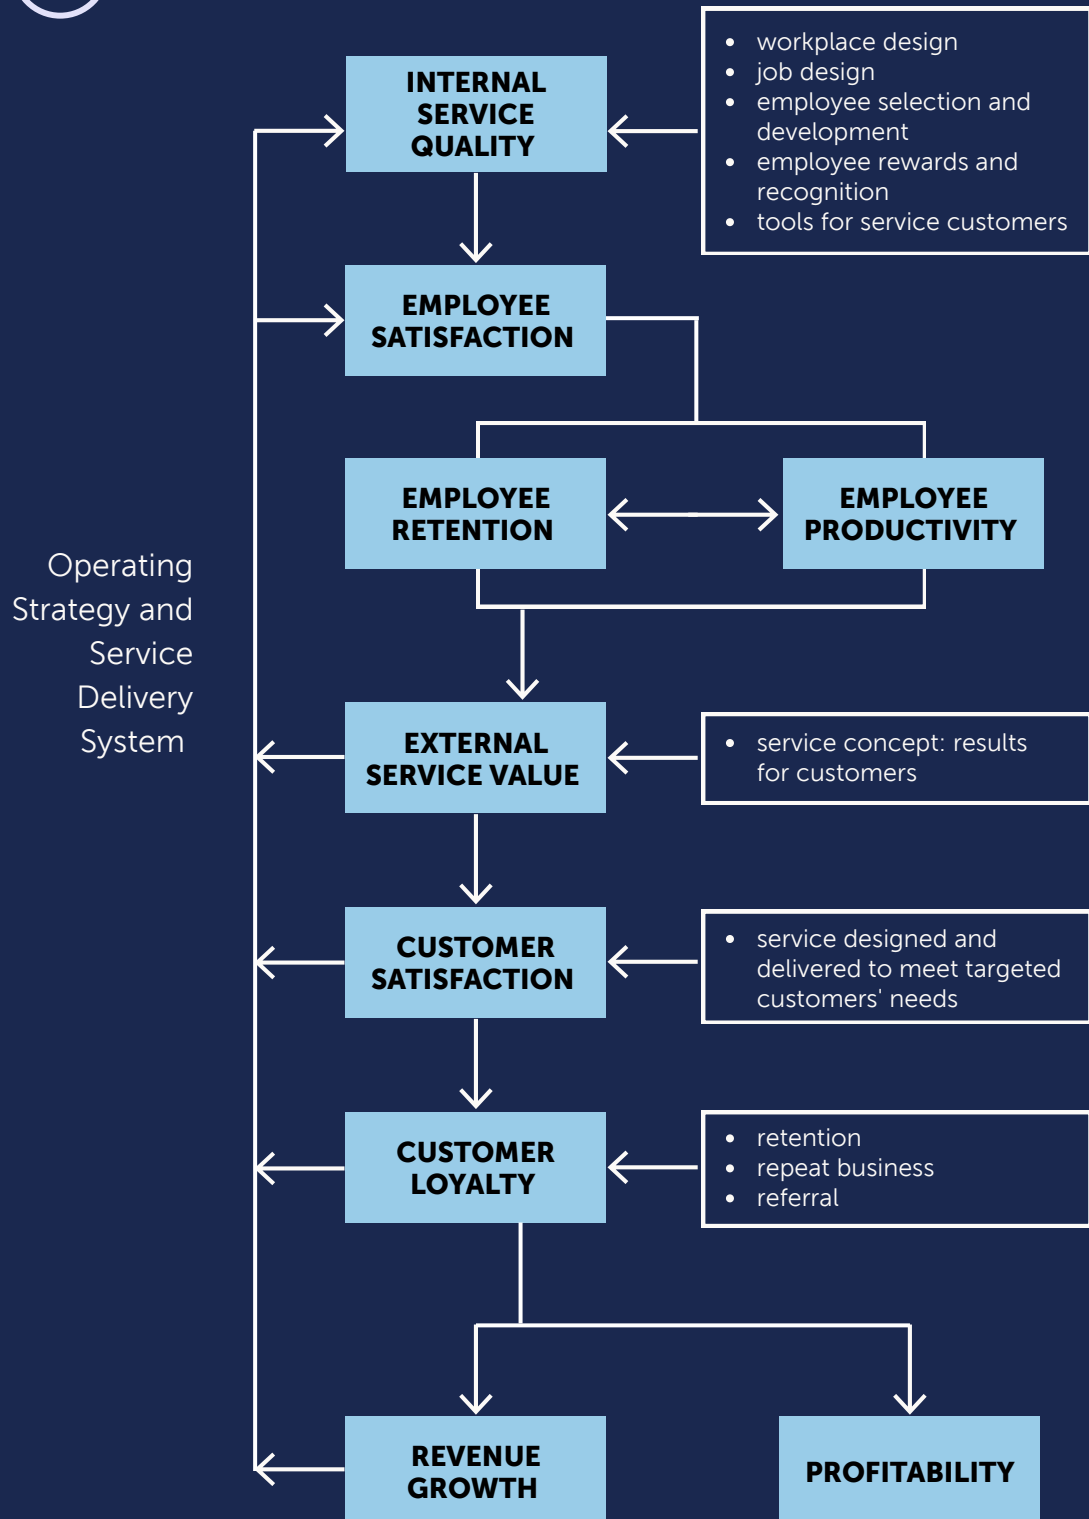 INTERNAL
SERVICE
QUALITY
• workplace design
• job design
• employee selection and
development
• employee rewards and
recognition
• tools for service customers
EMPLOYEE
SATISFACTION
EMPLOYEE
RETENTION
EMPLOYEE
PRODUCTIVITY
Operating
Strategy and
Service
Delivery
System
EXTERNAL
SERVICE VALUE
• service concept: results
for customers
CUSTOMER
SATISFACTION
• service designed and
delivered to meet targeted
customers' needs
CUSTOMER
LOYALTY
• retention
• repeat business
• referral
REVENUE
GROWTH
PROFITABILITY